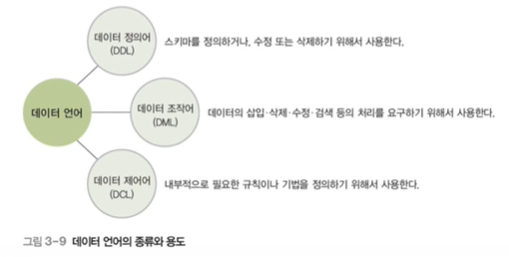 데이터 정의어
(DDL)
스키마를 정의하거나, 수정 또는 삭제하기 위해서 사용한다.
데이터 언어
데이터 조작어
(DML)
데이터의 삽입·삭제·수정·검색 등의 처리를 요구하기 위해서 사용한다.
데이터 제어어
(DCL)
내부적으로 필요한 규칙이나 기법을 정의하기 위해서 사용한다.
그림 3-9 데이터 언어의 종류와 용도